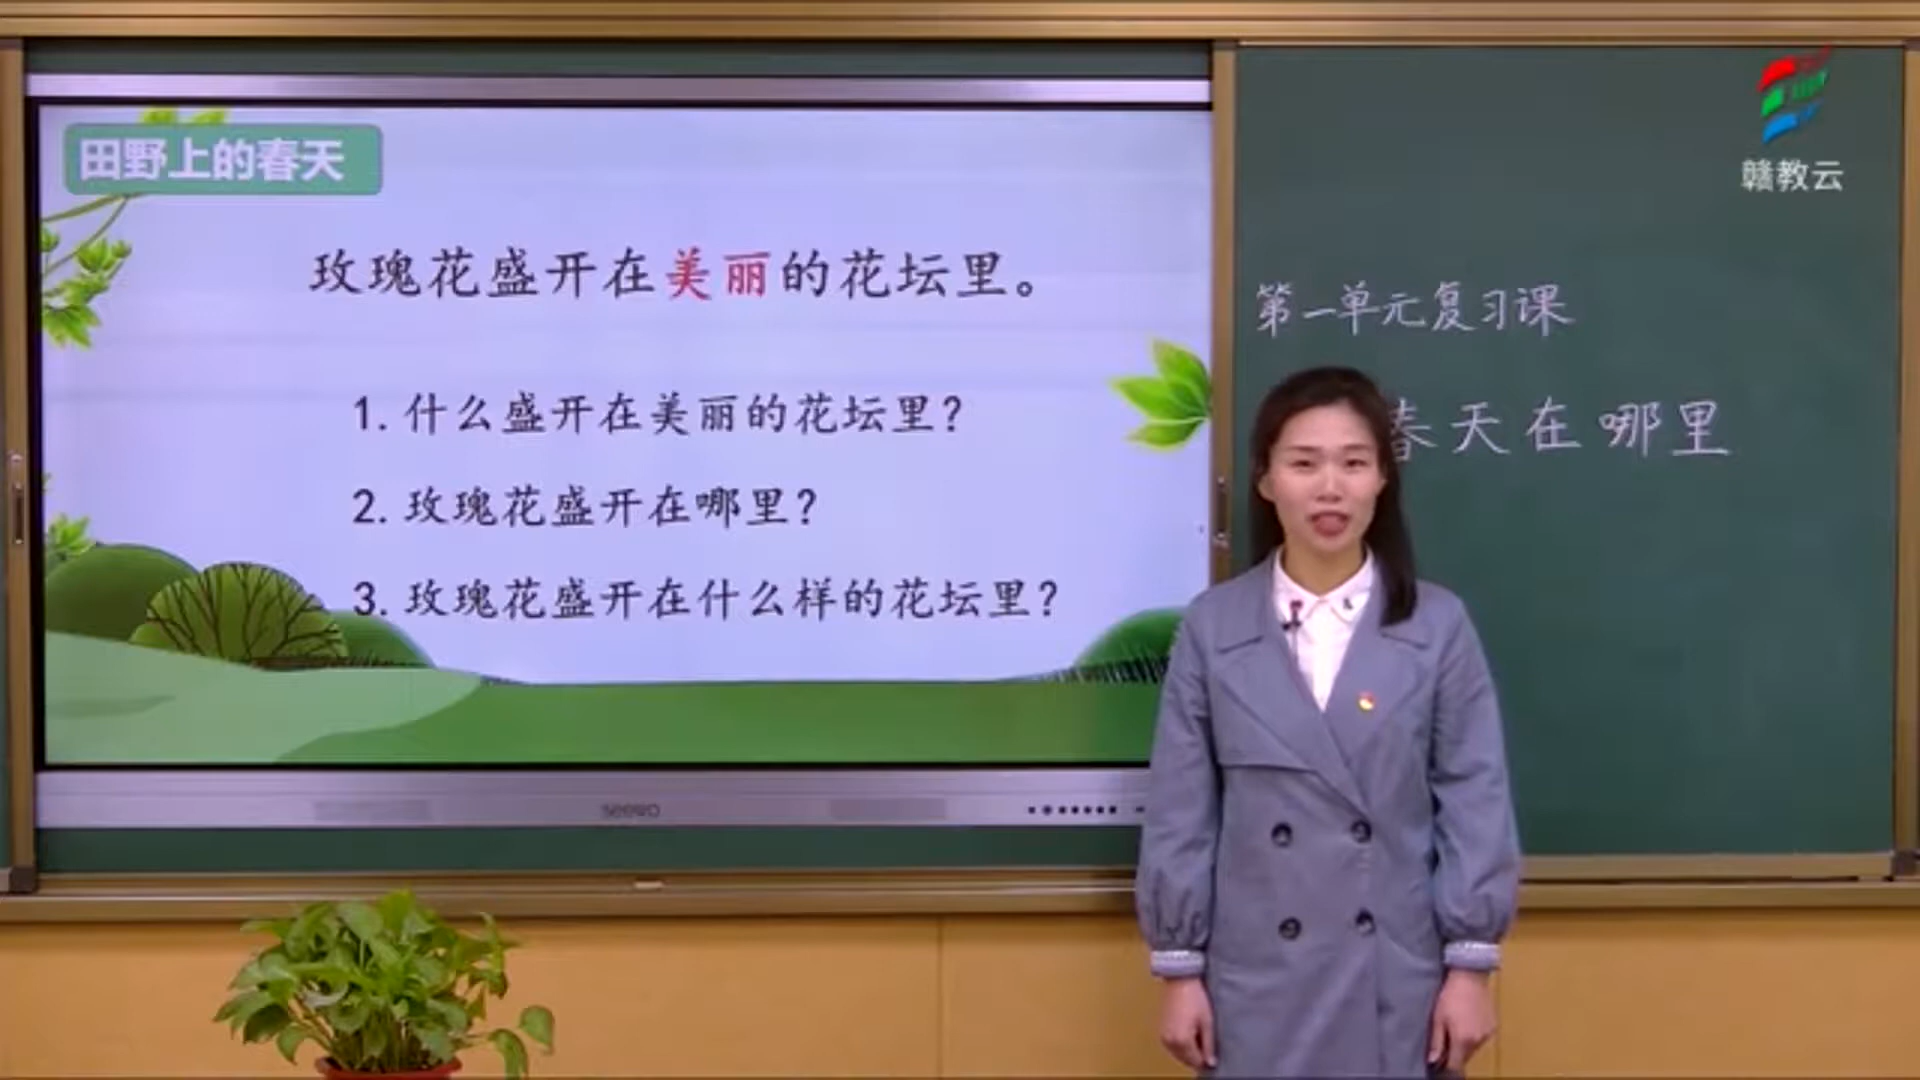 田野上的春天
玫瑰花盛开在美丽的花坛里。
1.什么盛开在美丽的花坛里?
2.玫瑰花盛开在哪里?
3.玫瑰花盛开在什么样的花坛里?
seewo
赣教云
第一单元复习课
春天在哪里